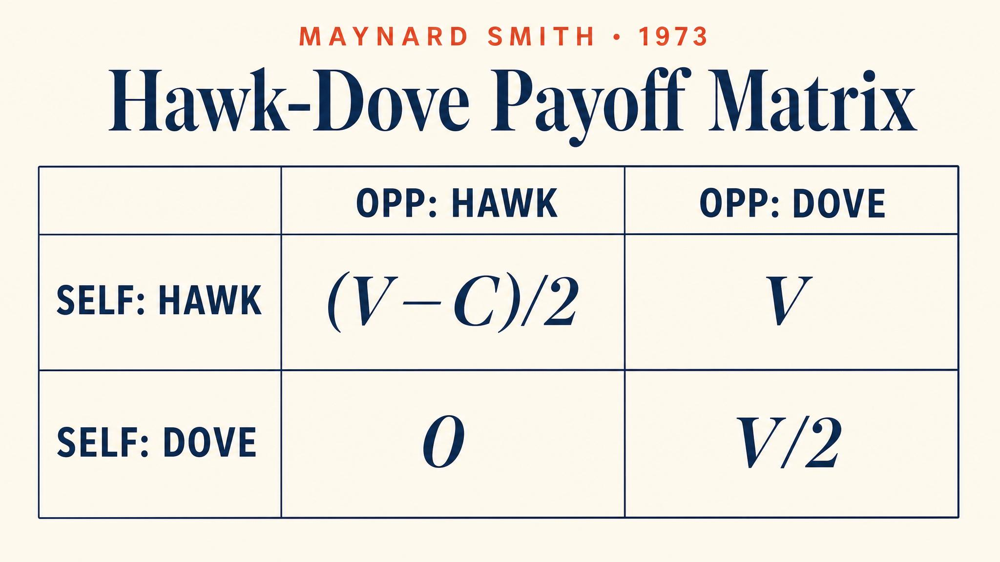 MAYNARD SMITH • 1973
Hawk-Dove Payoff Matrix
OPP: HAWK OPP: DOVE
SELF: HAWK (V – C)/2 V
SELF: DOVE 0 V/2